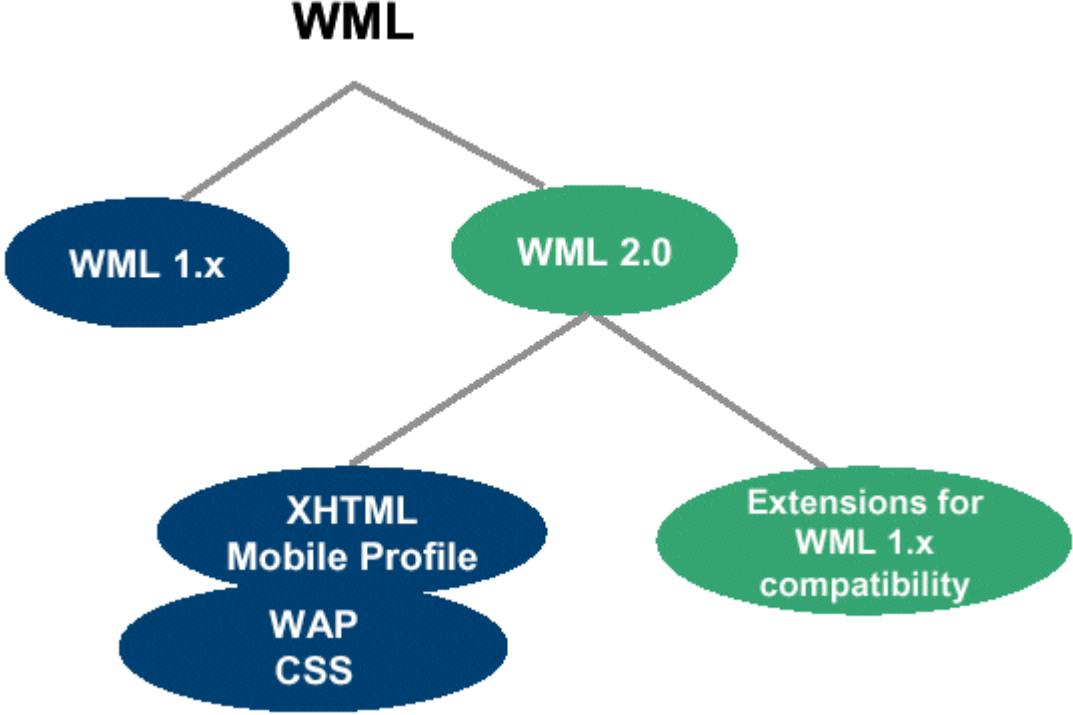 WML
WML 1.x
WML 2.0
XHTML
Mobile Profile
WAP
CSS
Extensions for
WML 1.x
compatibility